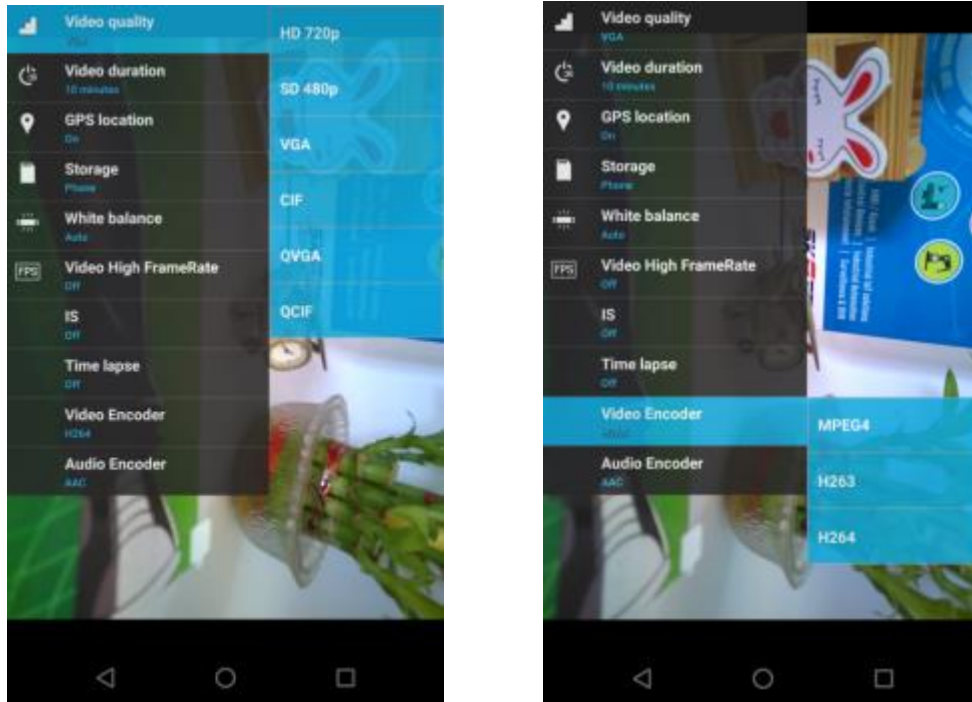 Video quality
VGA
HD 720p
Video duration
10 minutes
SD 480p
GPS location
On
VGA
Storage
Phone
CIF
White balance
Auto
QVGA
Video High FrameRate
Off
QCIF
IS
Off
Time lapse
Off
Video Encoder
H264
Audio Encoder
AAC
Video quality
VGA
Video duration
10 minutes
GPS location
On
Storage
Phone
White balance
Auto
Video High FrameRate
Off
IS
Off
Time lapse
Off
Video Encoder
MPEG4
Audio Encoder
AAC
H263
H264